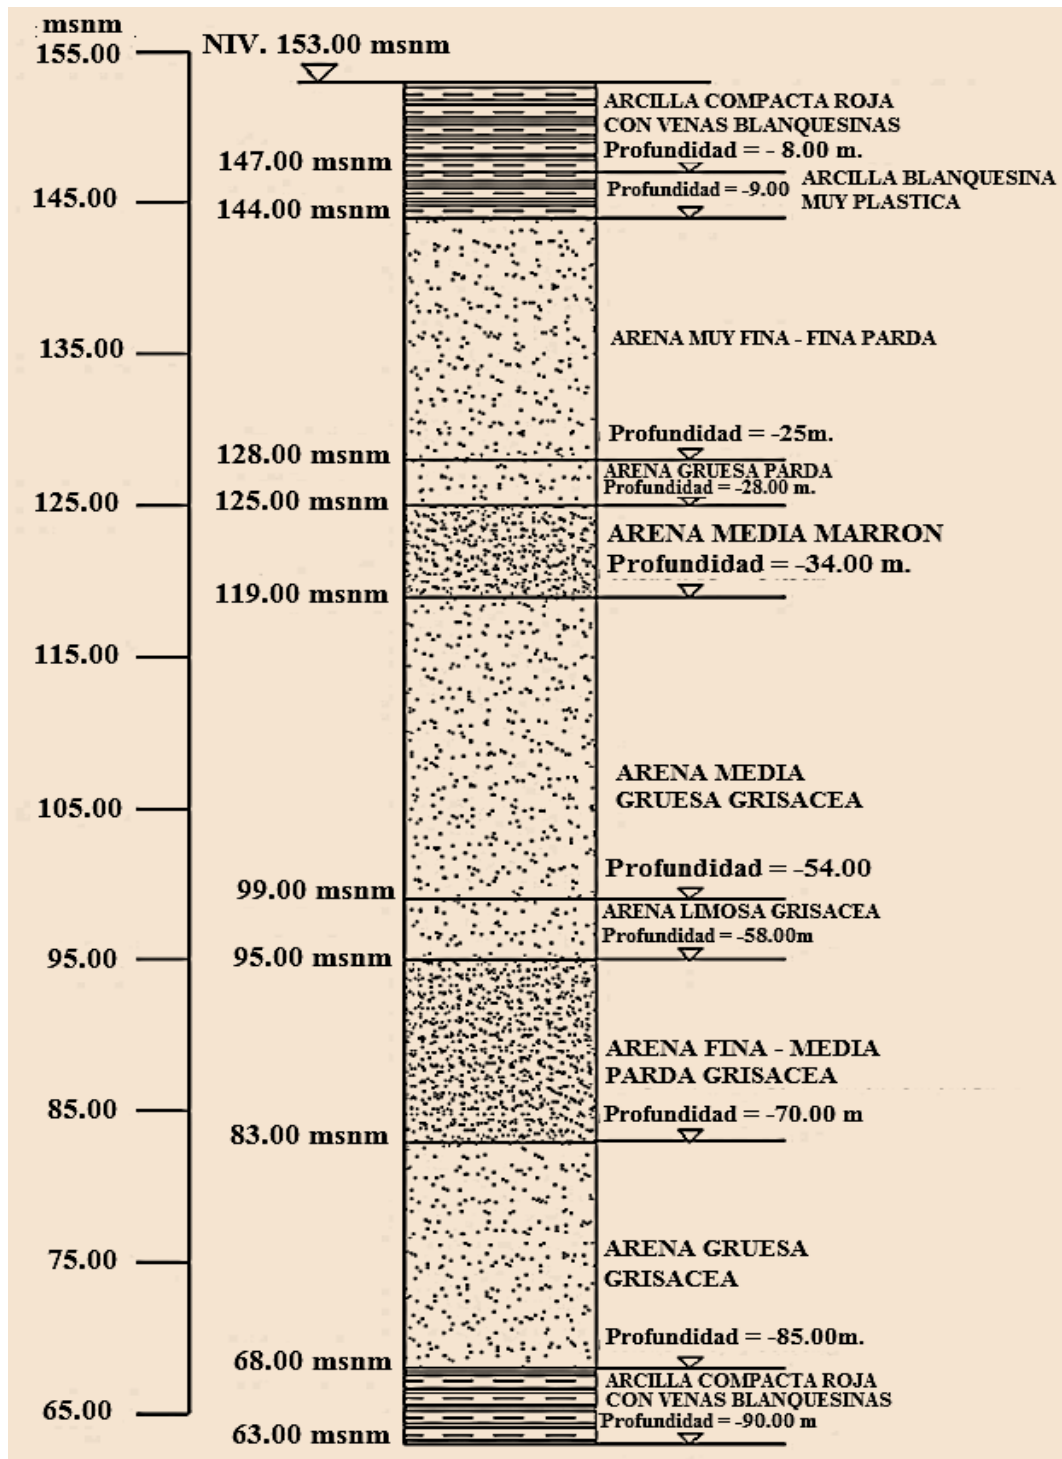 msnm
155.00
NIV. 153.00 msnm
ARCILLA COMPACTA ROJA
CON VENAS BLANQUESINAS
Profundidad = - 8.00 m.
147.00 msnm
Profundidad = -9.00
ARCILLA BLANQUESINA
MUY PLASTICA
145.00
144.00 msnm
135.00
ARENA MUY FINA - FINA PARDA
Profundidad = -25m.
128.00 msnm
ARENA GRUESA PARDA
Profundidad = -28.00 m.
125.00
125.00 msnm
ARENA MEDIA MARRON
Profundidad = -34.00 m.
119.00 msnm
115.00
ARENA MEDIA
GRUESA GRISACEA
105.00
Profundidad = -54.00
99.00 msnm
ARENA LIMOSA GRISACEA
Profundidad = -58.00m
95.00
95.00 msnm
ARENA FINA - MEDIA
PARDA GRISACEA
85.00
Profundidad = -70.00 m
83.00 msnm
ARENA GRUESA
GRISACEA
75.00
Profundidad = -85.00m.
68.00 msnm
ARCILLA COMPACTA ROJA
CON VENAS BLANQUESINAS
Profundidad = -90.00 m
65.00
63.00 msnm